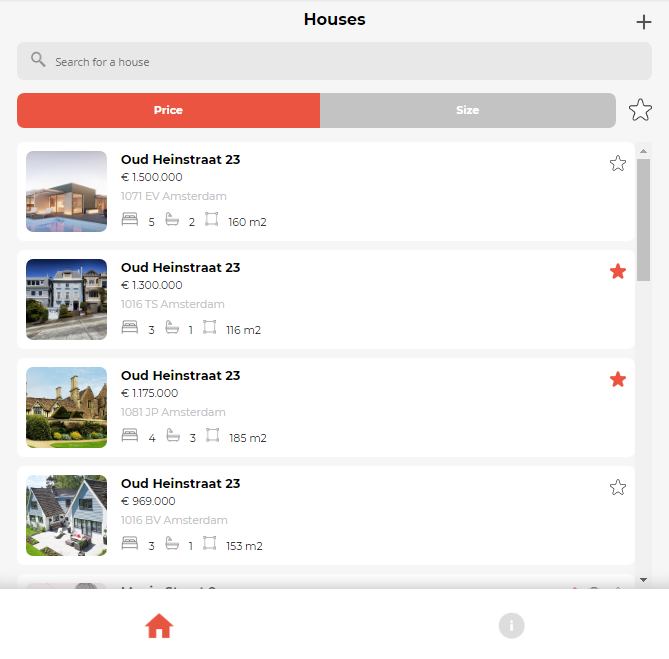 Houses
Search for a house
Price
Size
Oud Heinstraat 23
€ 1.500.000
1071 EV Amsterdam
5 2 160 m2
Oud Heinstraat 23
€ 1.300.000
1016 TS Amsterdam
3 1 116 m2
Oud Heinstraat 23
€ 1.175.000
1081 JP Amsterdam
4 3 185 m2
Oud Heinstraat 23
€ 969.000
1016 BV Amsterdam
3 1 153 m2